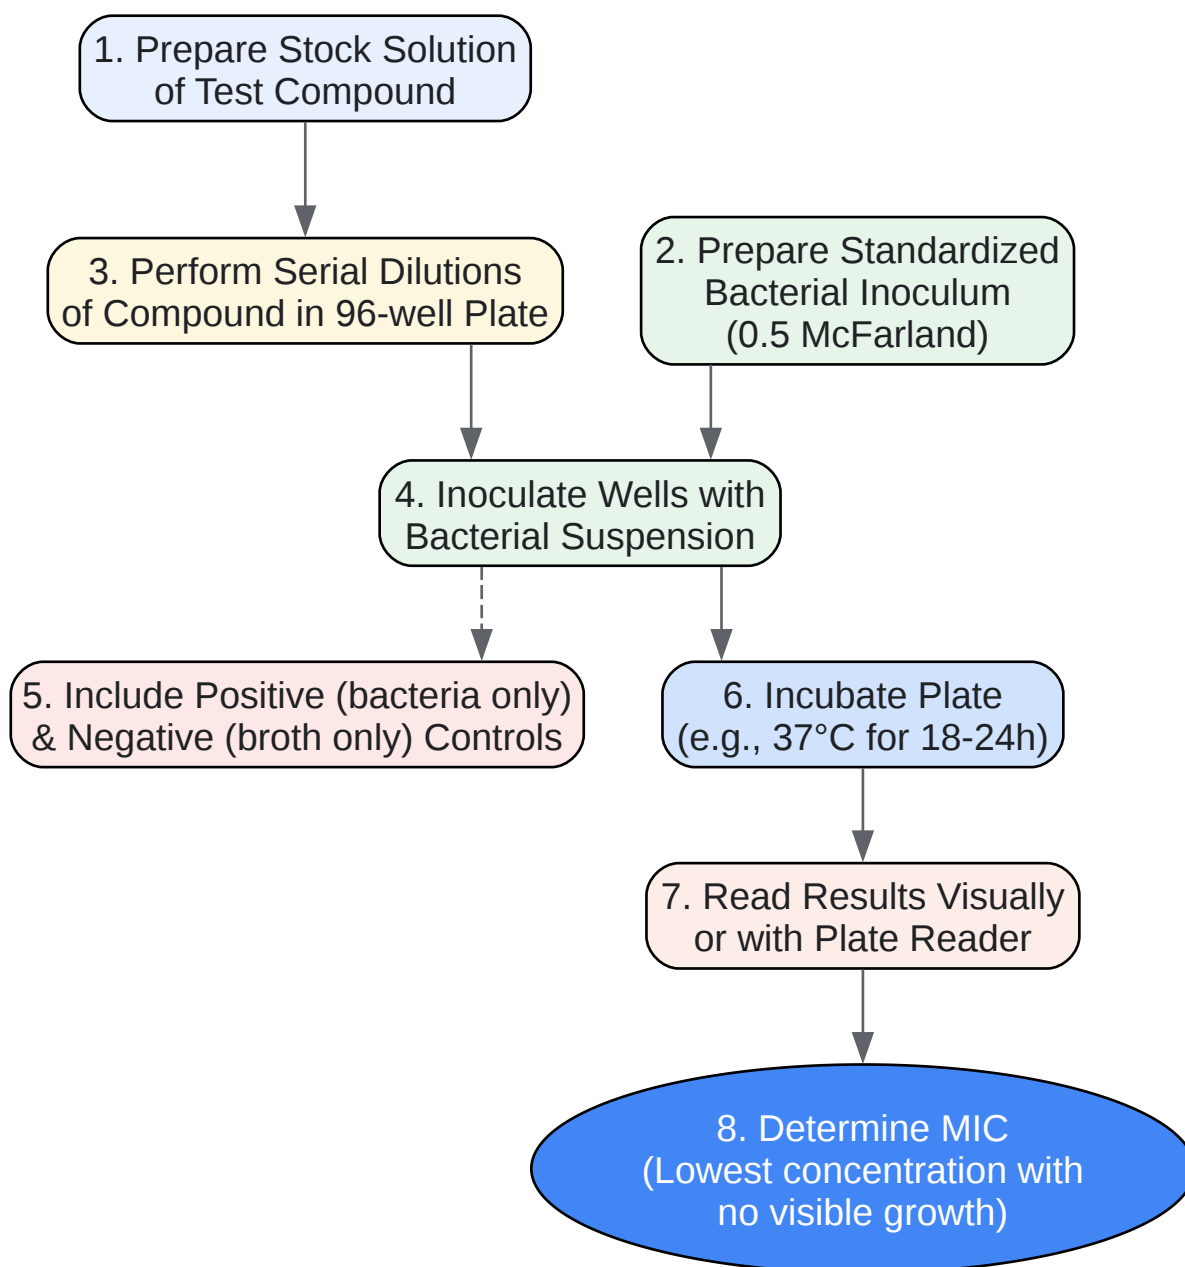 1. Prepare Stock Solution
of Test Compound
2. Prepare Standardized
Bacterial Inoculum
(0.5 McFarland)
3. Perform Serial Dilutions
of Compound in 96-well Plate
4. Inoculate Wells with
Bacterial Suspension
5. Include Positive (bacteria only)
& Negative (broth only) Controls
6. Incubate Plate
(e.g., 37°C for 18-24h)
7. Read Results Visually
or with Plate Reader
8. Determine MIC
(Lowest concentration with
no visible growth)